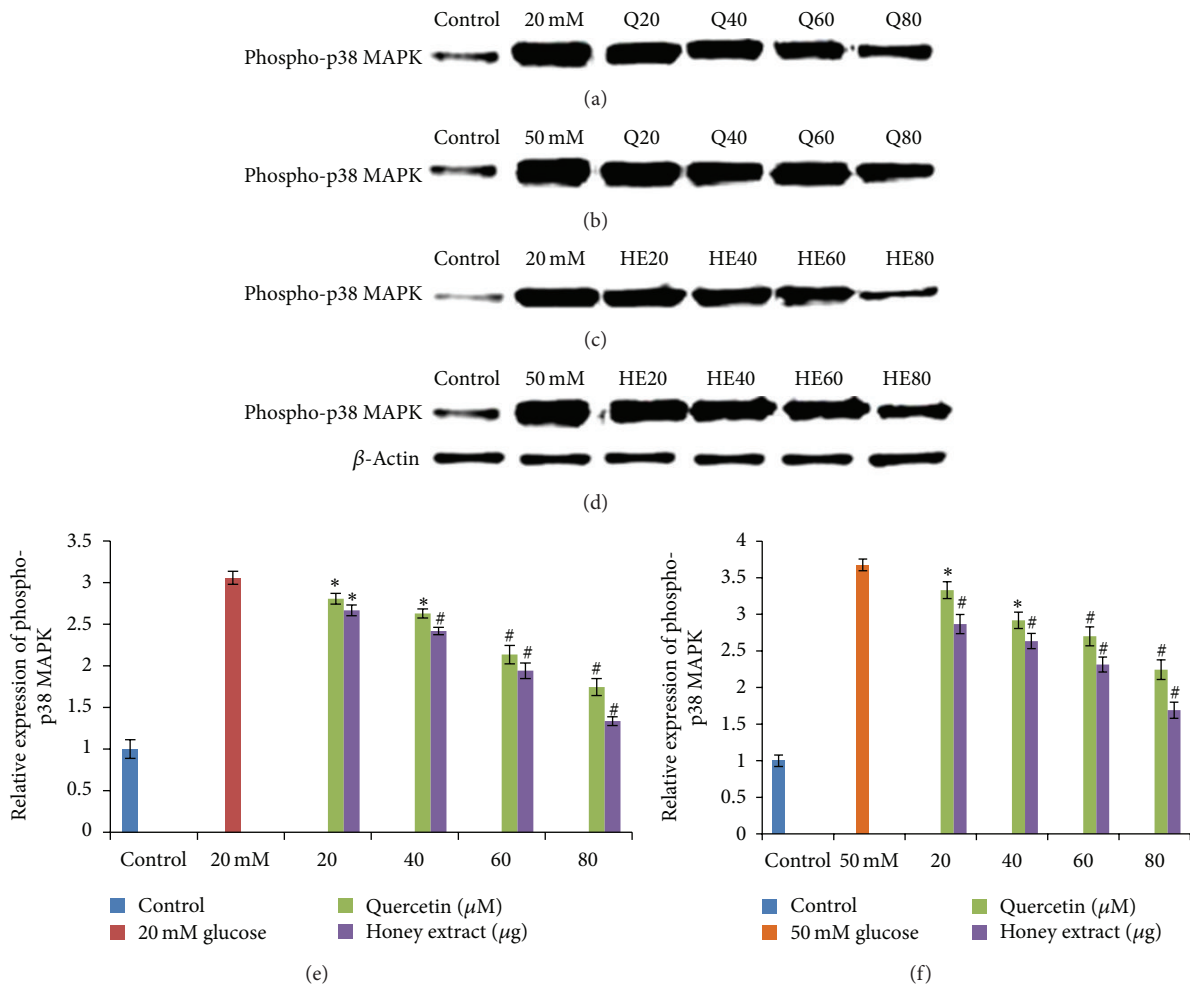 Control 20 mM Q20 Q40 Q60 Q80
Phospho-p38 MAPK
(a)
Control 50 mM Q20 Q40 Q60 Q80
Phospho-p38 MAPK
(b)
Control 20 mM HE20 HE40 HE60 HE80
Phospho-p38 MAPK
(c)
Control 50 mM HE20 HE40 HE60 HE80
Phospho-p38 MAPK
β-Actin
(d)
Relative expression of phospho-
p38 MAPK
3.5
3
2.5
2
1.5
1
0.5
0
* *
* #
# #
# #
Control 20 mM 20 40 60 80
Control
20 mM glucose
Quercetin (μM)
Honey extract (μg)
(e)
Relative expression of phospho-
p38 MAPK
4
3.5
3
2.5
2
1.5
1
0.5
0
* #
* #
# #
# #
Control 50 mM 20 40 60 80
Control
50 mM glucose
Quercetin (μM)
Honey extract (μg)
(f)